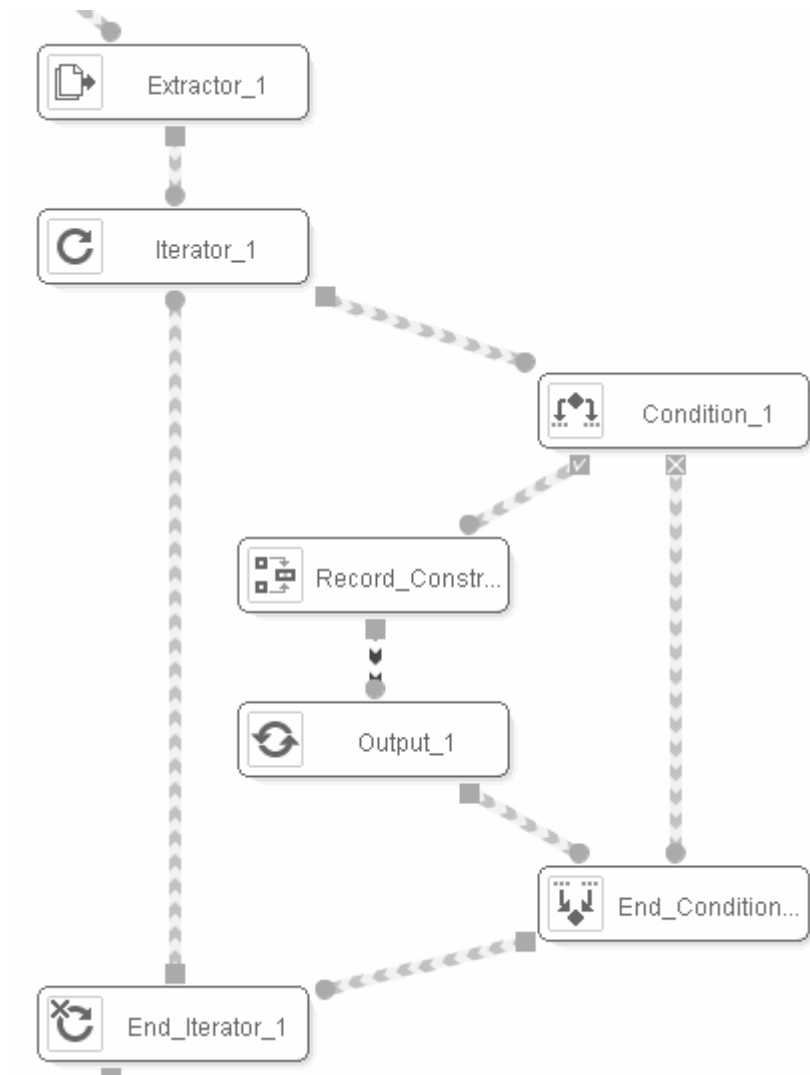 Extractor_1
Iterator_1
Condition_1
Record_Constr...
Output_1
End_Condition...
End_Iterator_1